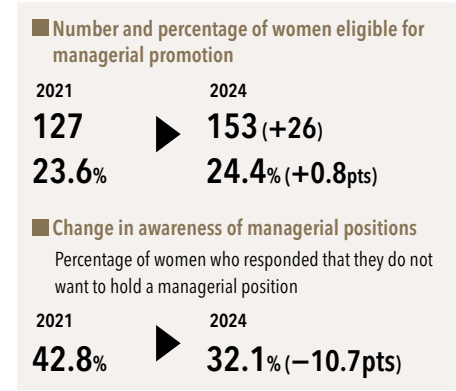 Number and percentage of women eligible for
managerial promotion
2021 2024
127 153 (+26)
23.6% 24.4% (+0.8pts)
Change in awareness of managerial positions
Percentage of women who responded that they do not
want to hold a managerial position
2021 2024
42.8% 32.1% (−10.7pts)